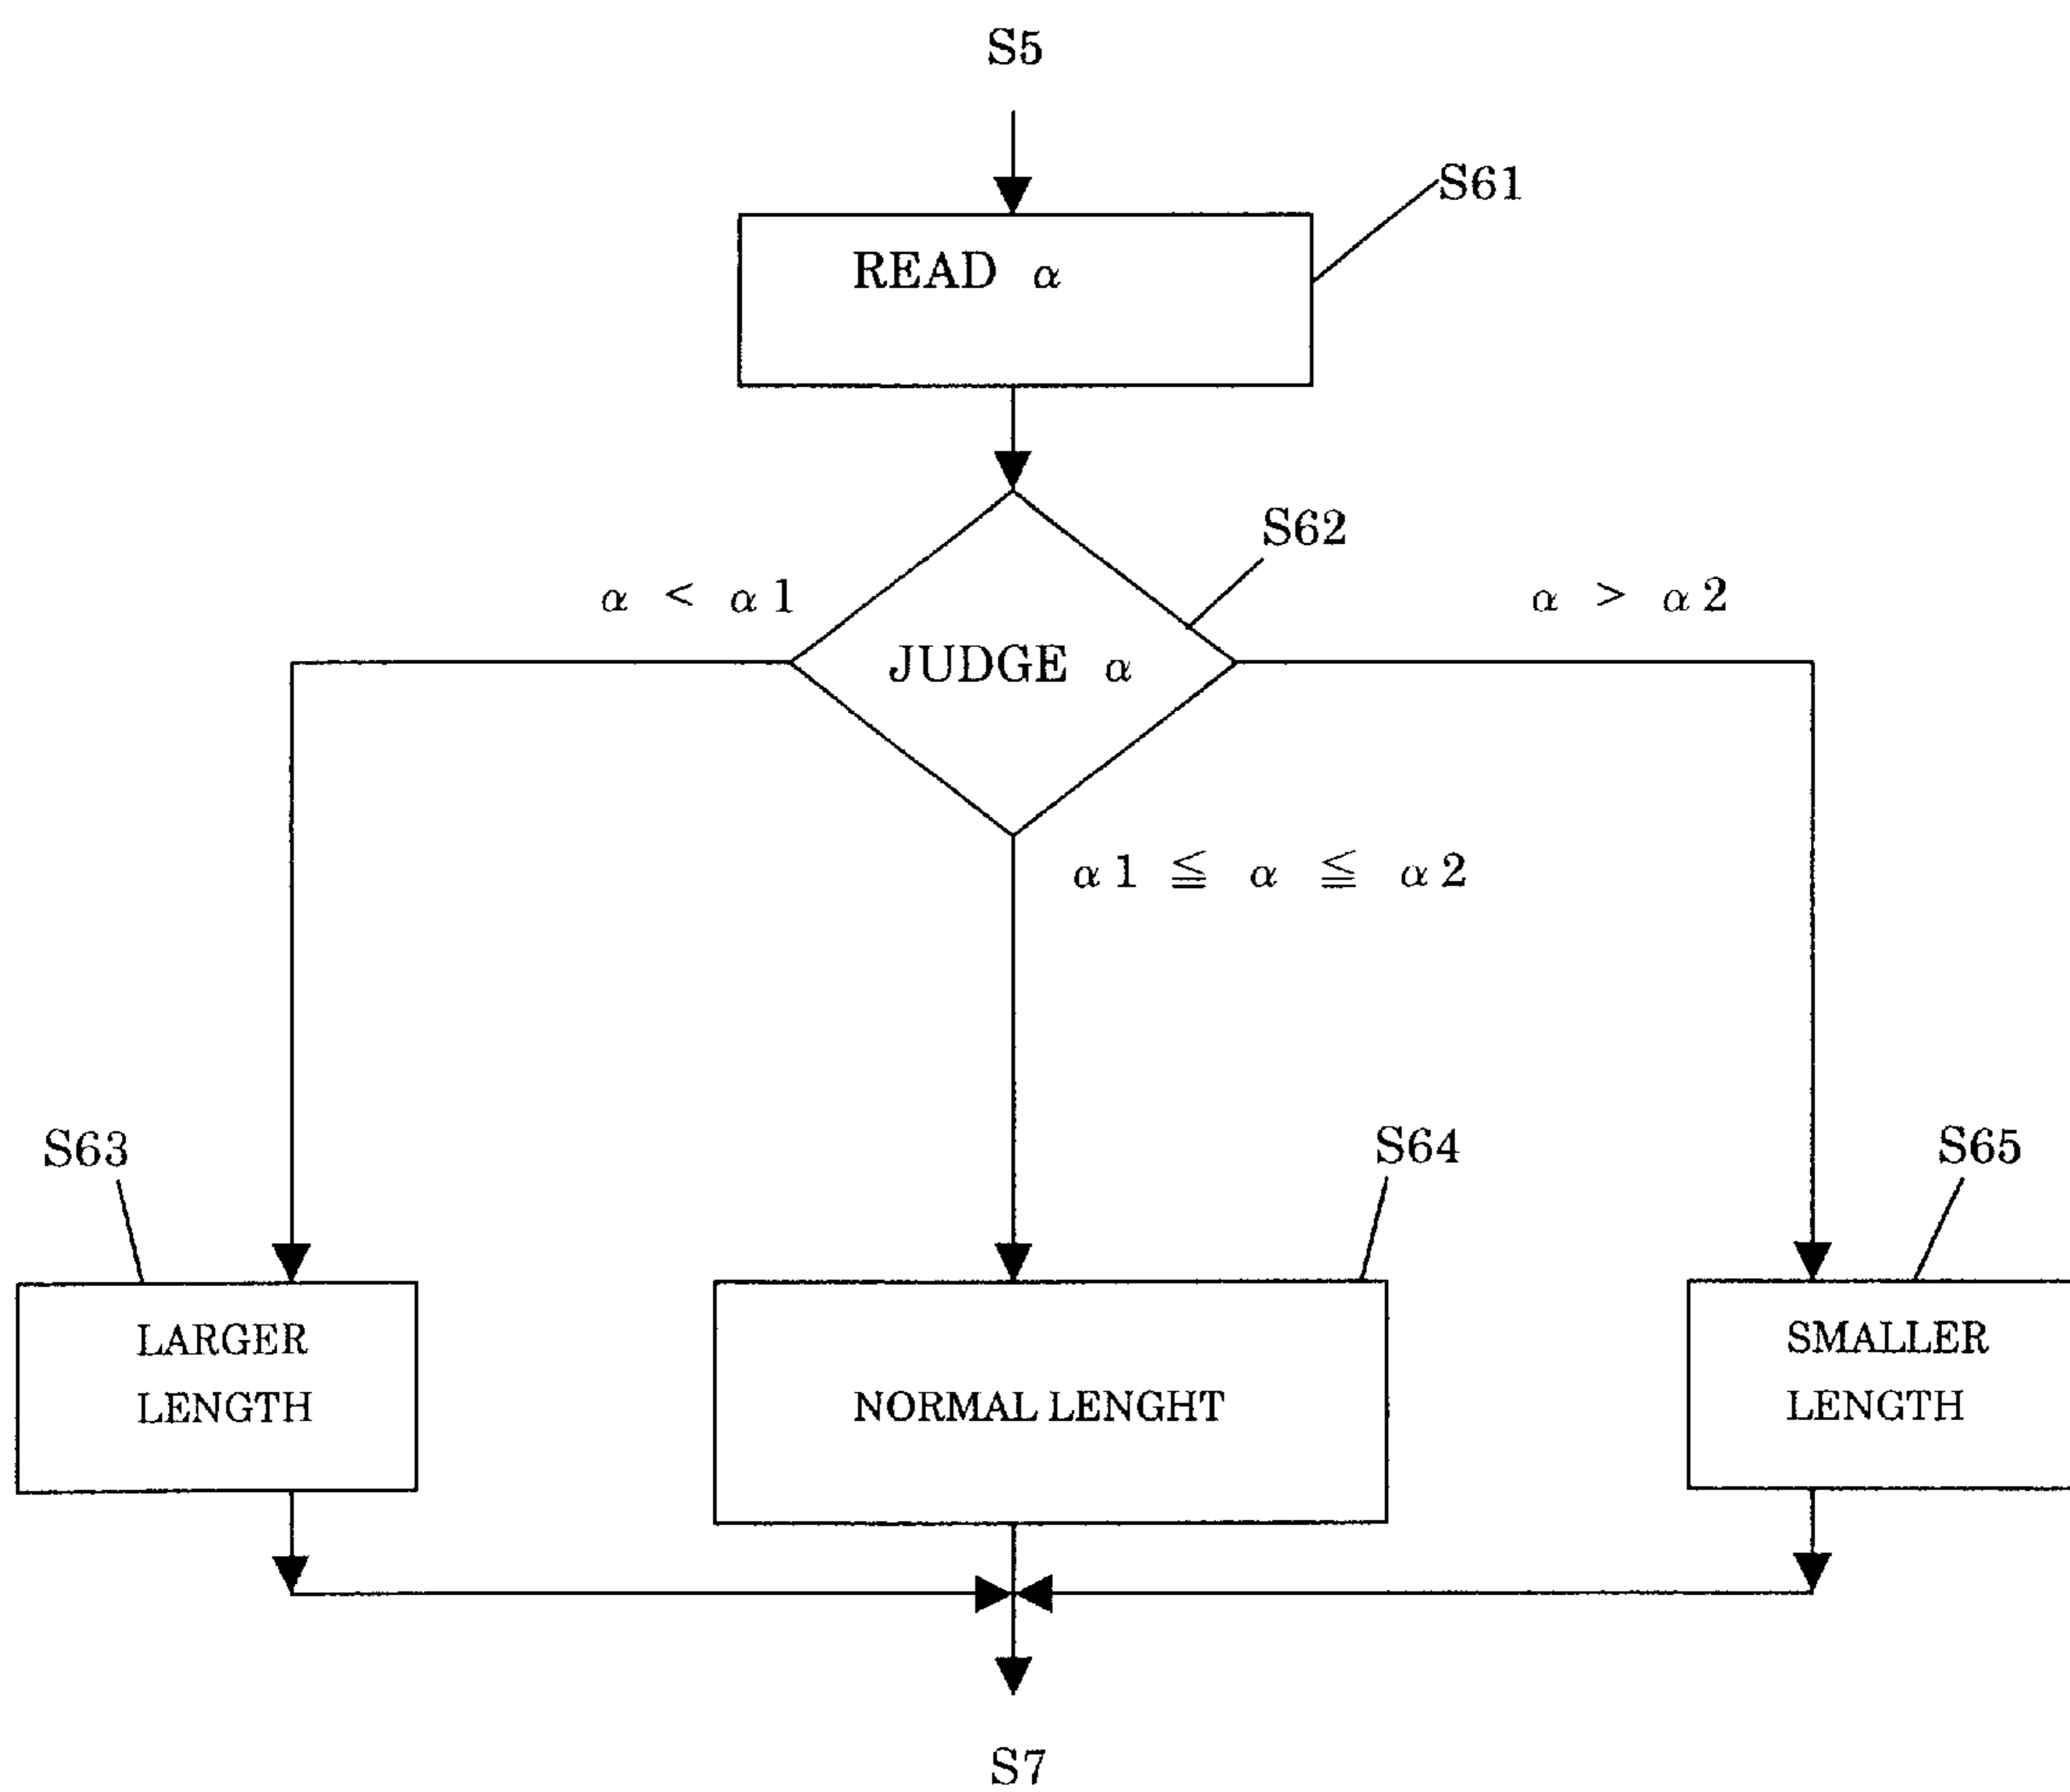 S5
S61
READ α
S62
α < α1
α > α2
JUDGE α
α1 ≦ α ≦ α2
S63
S64
S65
LARGER
LENGTH
NORMAL LENGHT
SMALLER
LENGTH
S7